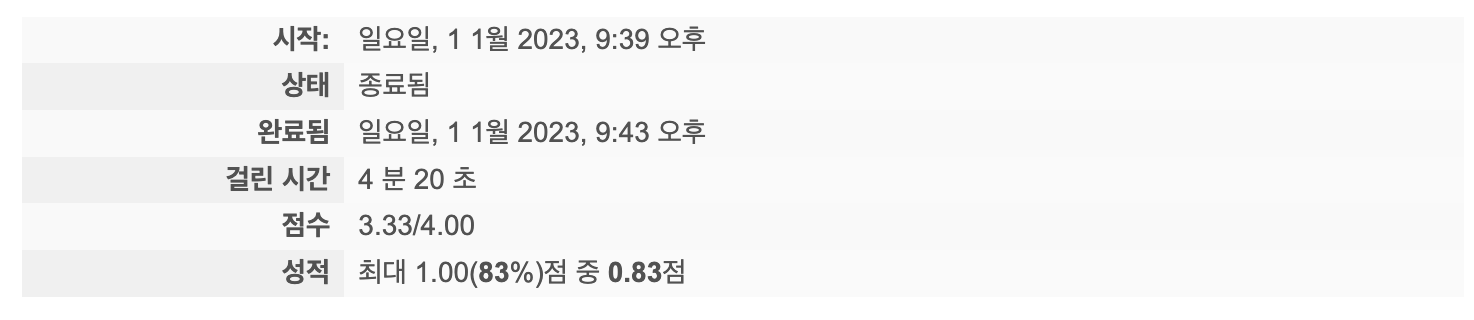 시작: 일요일, 1 1월 2023, 9:39 오후
상태 종료됨
완료됨 일요일, 1 1월 2023, 9:43 오후
걸린 시간 4 분 20 초
점수 3.33/4.00
성적 최대 1.00(83%)점 중 0.83점